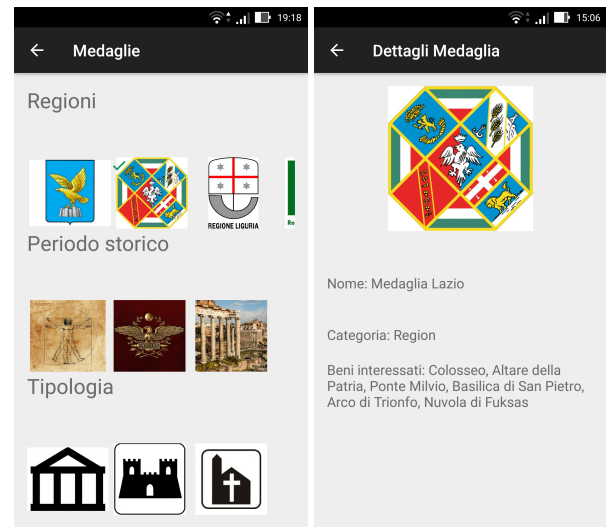 19:18
Medaglie
Regioni
REGIONE LIGURIA
Re
Periodo storico
Tipologia
15:06
Dettagli Medaglia
Nome: Medaglia Lazio
Categoria: Region
Beni interessati: Colosseo, Altare della
Patria, Ponte Milvio, Basilica di San Pietro,
Arco di Trionfo, Nuvola di Fuksas